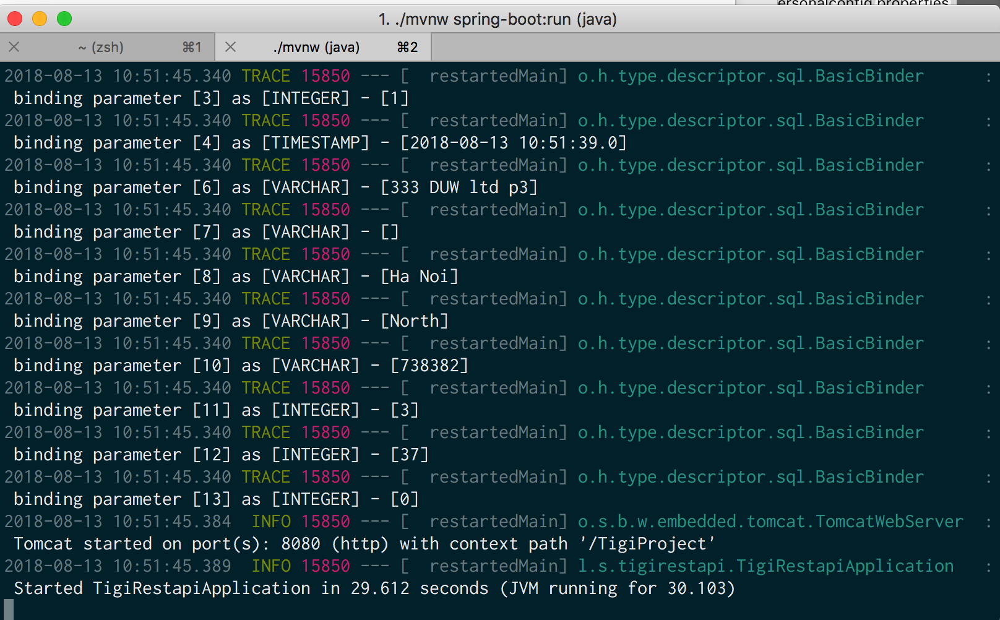 ersonalconfig.properties
1. ./mvnw spring-boot:run (java)
~ (zsh) ⌘1 ./mvnw (java) ⌘2
2018-08-13 10:51:45.340 TRACE 15850 --- [  restartedMain] o.h.type.descriptor.sql.BasicBinder :
binding parameter [3] as [INTEGER] - [1]
2018-08-13 10:51:45.340 TRACE 15850 --- [  restartedMain] o.h.type.descriptor.sql.BasicBinder :
binding parameter [4] as [TIMESTAMP] - [2018-08-13 10:51:39.0]
2018-08-13 10:51:45.340 TRACE 15850 --- [  restartedMain] o.h.type.descriptor.sql.BasicBinder :
binding parameter [6] as [VARCHAR] - [333 DUW ltd p3]
2018-08-13 10:51:45.340 TRACE 15850 --- [  restartedMain] o.h.type.descriptor.sql.BasicBinder :
binding parameter [7] as [VARCHAR] - []
2018-08-13 10:51:45.340 TRACE 15850 --- [  restartedMain] o.h.type.descriptor.sql.BasicBinder :
binding parameter [8] as [VARCHAR] - [Ha Noi]
2018-08-13 10:51:45.340 TRACE 15850 --- [  restartedMain] o.h.type.descriptor.sql.BasicBinder :
binding parameter [9] as [VARCHAR] - [North]
2018-08-13 10:51:45.340 TRACE 15850 --- [  restartedMain] o.h.type.descriptor.sql.BasicBinder :
binding parameter [10] as [VARCHAR] - [738382]
2018-08-13 10:51:45.340 TRACE 15850 --- [  restartedMain] o.h.type.descriptor.sql.BasicBinder :
binding parameter [11] as [INTEGER] - [3]
2018-08-13 10:51:45.340 TRACE 15850 --- [  restartedMain] o.h.type.descriptor.sql.BasicBinder :
binding parameter [12] as [INTEGER] - [37]
2018-08-13 10:51:45.340 TRACE 15850 --- [  restartedMain] o.h.type.descriptor.sql.BasicBinder :
binding parameter [13] as [INTEGER] - [0]
2018-08-13 10:51:45.384  INFO 15850 --- [  restartedMain] o.s.b.w.embedded.tomcat.TomcatWebServer :
Tomcat started on port(s): 8080 (http) with context path '/TigiProject'
2018-08-13 10:51:45.389  INFO 15850 --- [  restartedMain] l.s.tigirestapi.TigiRestapiApplication :
Started TigiRestapiApplication in 29.612 seconds (JVM running for 30.103)